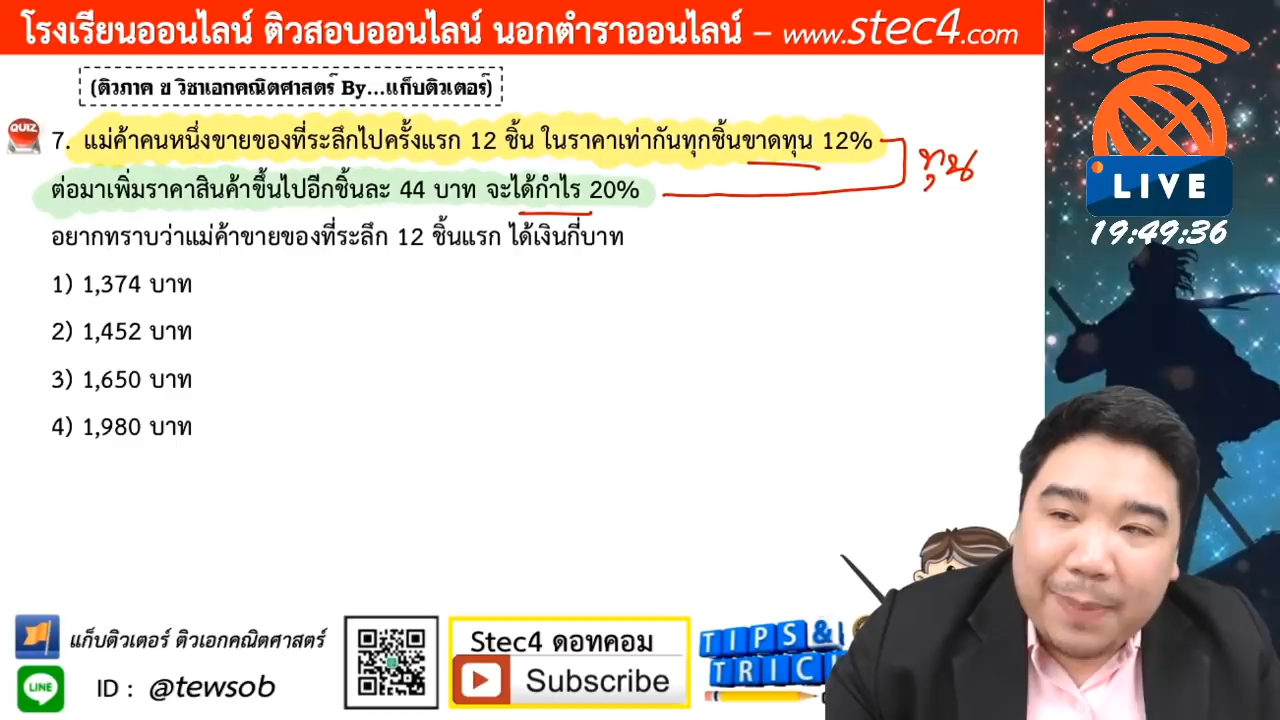 โรงเรียนออนไลน์ ติวสอบออนไลน์ นอกตำราออนไลน์ – www.stec4.com
(ติวภาค ข วิชาเอกคณิตศาสตร์ By...แก็บติวเตอร์)
QUIZ
7. แม่ค้าคนหนึ่งขายของที่ระลึกไปครั้งแรก 12 ชิ้น ในราคาเท่ากันทุกชิ้นขาดทุน 12%
ทุน
ต่อมาเพิ่มราคาสินค้าขึ้นไปอีกชิ้นละ 44 บาท จะได้กำไร 20%
LIVE
19:49:36
อยากทราบว่าแม่ค้าขายของที่ระลึก 12 ชิ้นแรก ได้เงินกี่บาท
1) 1,374 บาท
2) 1,452 บาท
3) 1,650 บาท
4) 1,980 บาท
แก็บติวเตอร์ ติวเอกคณิตศาสตร์
LINE
ID : @tewsob
Stec4 ดอทคอม
Subscribe
TIPS &
TRIC